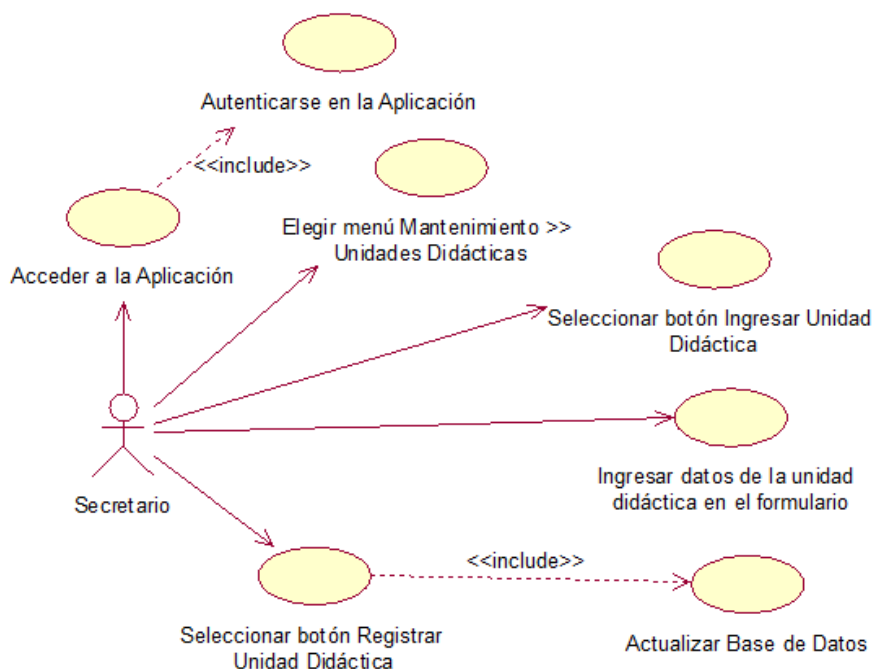 Autenticarse en la Aplicación
<<include>>
Acceder a la Aplicación
Elegir menú Mantenimiento >>
Unidades Didácticas
Seleccionar botón Ingresar Unidad
Didáctica
Ingresar datos de la unidad
didáctica en el formulario
Secretario
<<include>>
Seleccionar botón Registrar
Unidad Didáctica
Actualizar Base de Datos